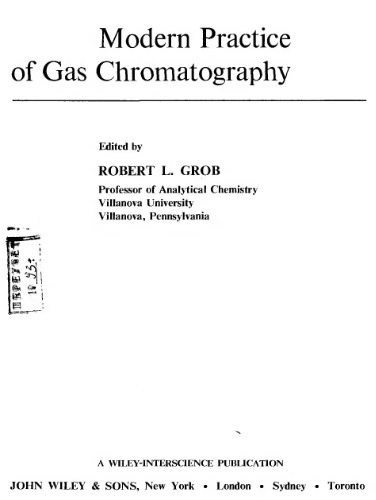 Modern Practice
of Gas Chromatography
Edited by
ROBERT L. GROB
Professor of Analytical Chemistry
Villanova University
Villanova, Pennsylvania
A WILEY-INTERSCIENCE PUBLICATION
JOHN WILEY & SONS, New York • London • Sydney • Toronto